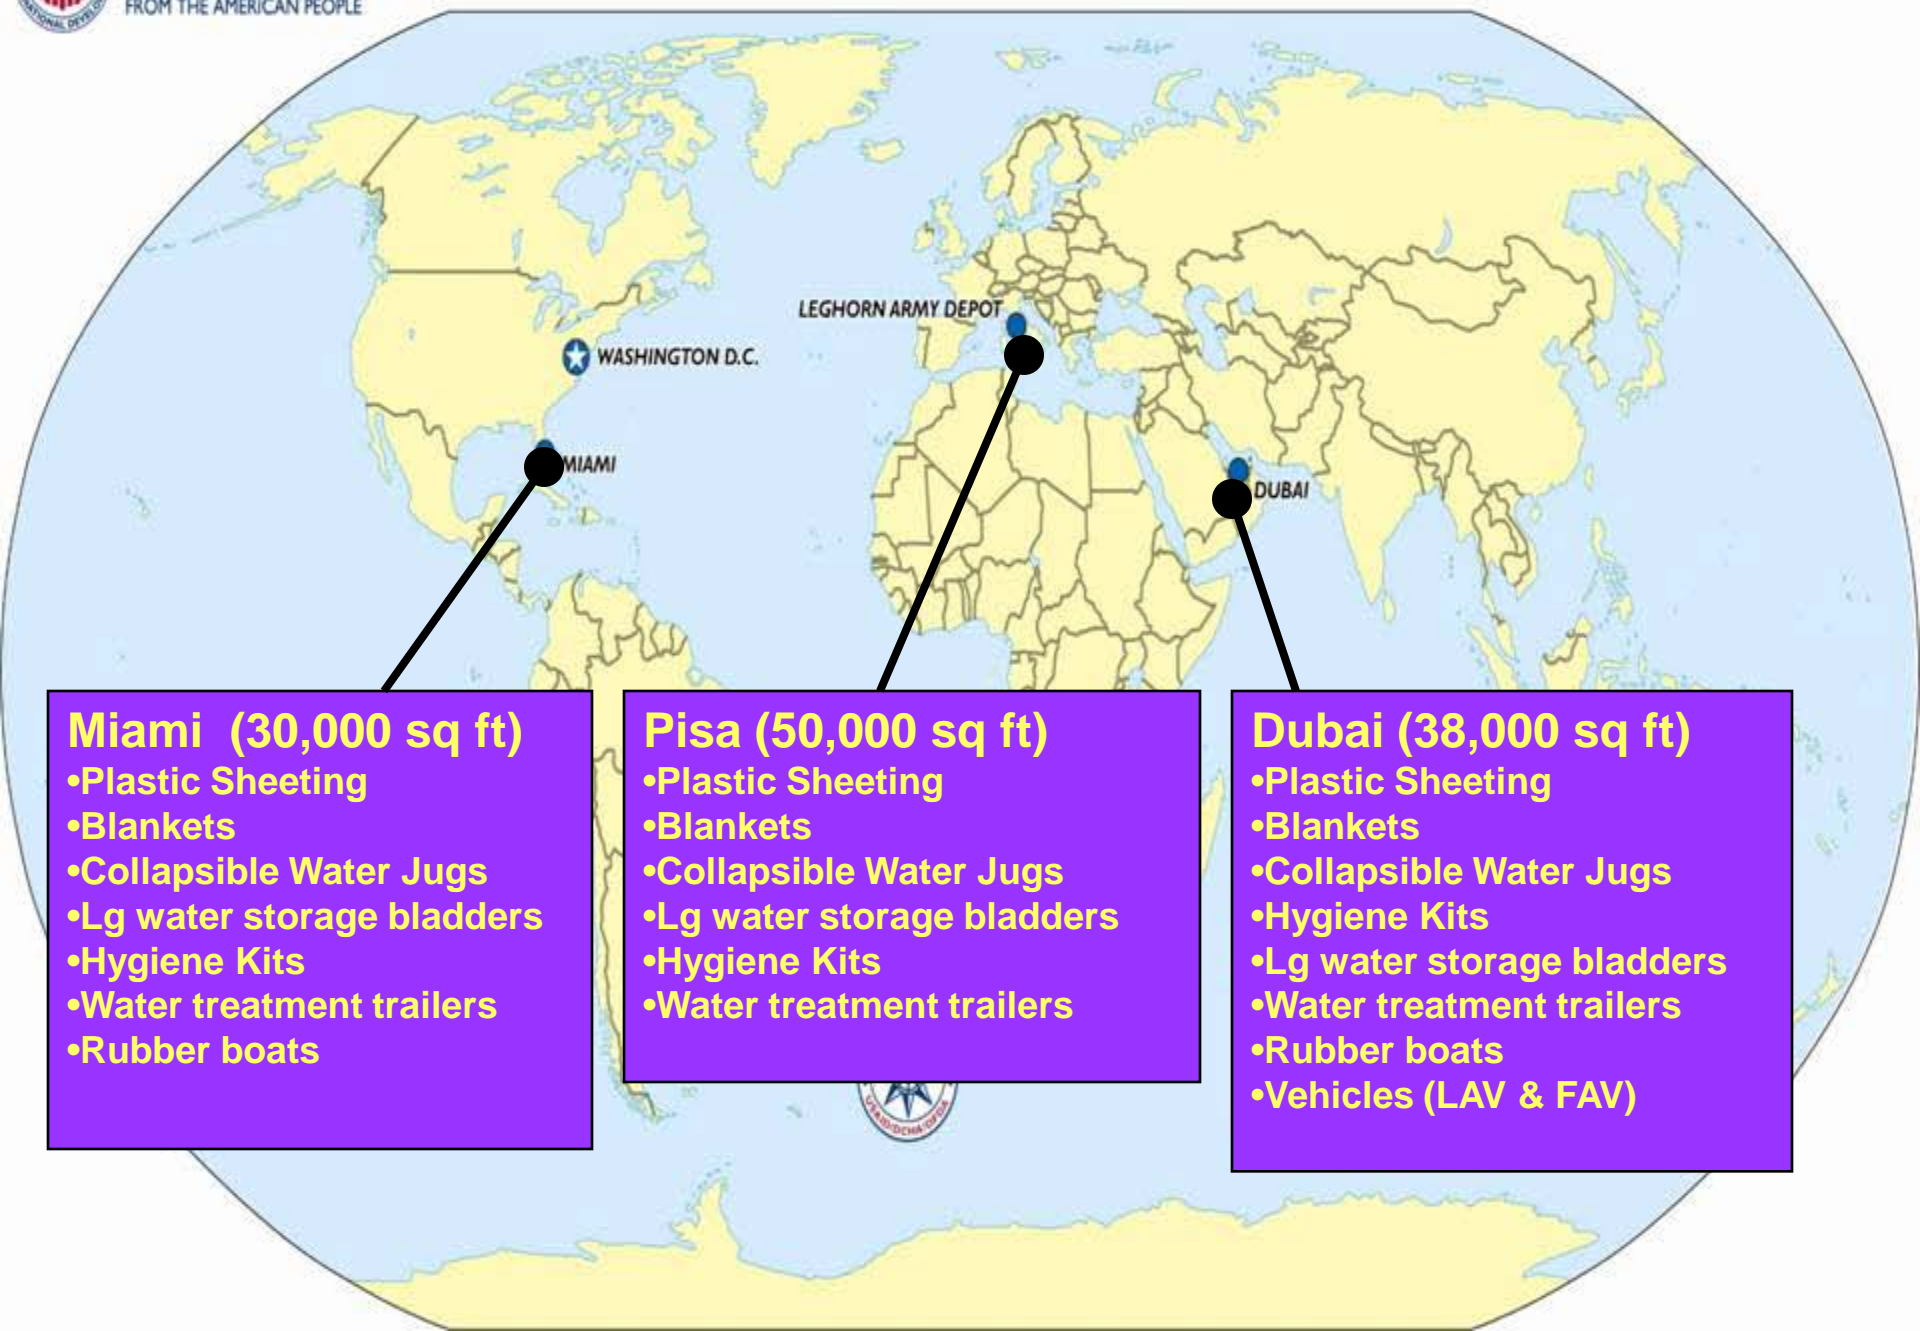 FROM THE AMERICAN PEOPLE
LEGHORN ARMY DEPOT
WASHINGTON D.C.
MIAMI
DUBAI
Miami  (30,000 sq ft)
•Plastic Sheeting
•Blankets
•Collapsible Water Jugs
•Lg water storage bladders
•Hygiene Kits
•Water treatment trailers
•Rubber boats
Pisa (50,000 sq ft)
•Plastic Sheeting
•Blankets
•Collapsible Water Jugs
•Lg water storage bladders
•Hygiene Kits
•Water treatment trailers
Dubai (38,000 sq ft)
•Plastic Sheeting
•Blankets
•Collapsible Water Jugs
•Hygiene Kits
•Lg water storage bladders
•Water treatment trailers
•Rubber boats
•Vehicles (LAV & FAV)
USAID/DCHA/OFDA